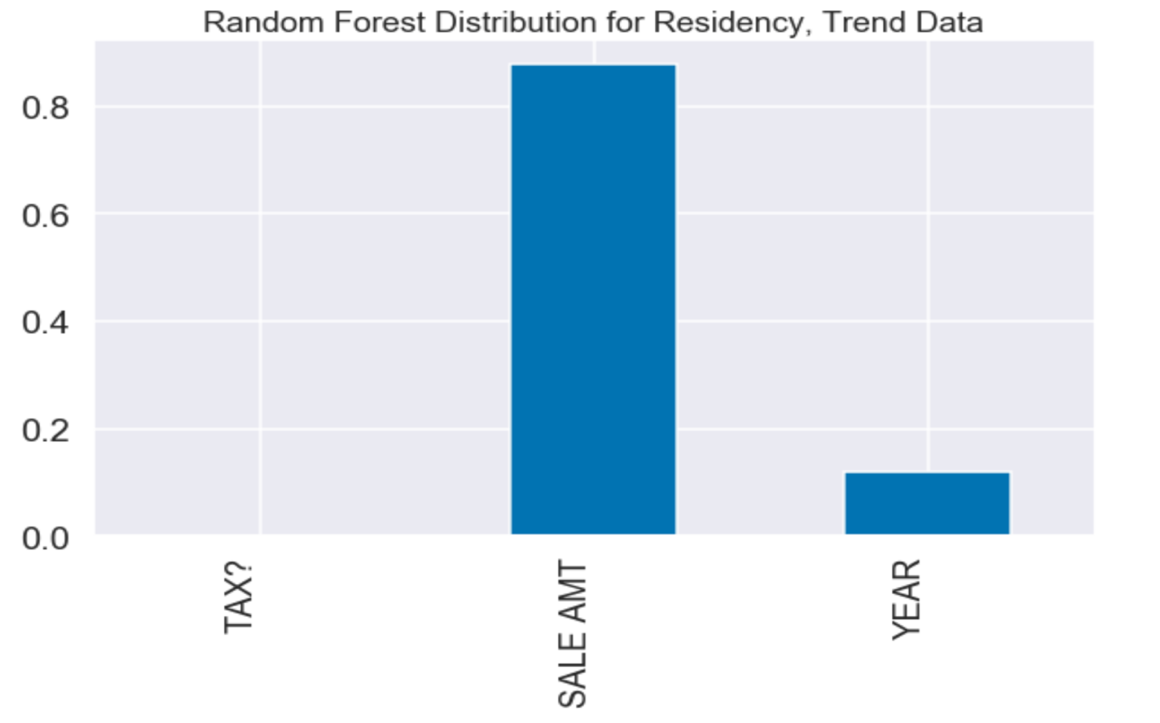 Random Forest Distribution for Residency, Trend Data
0.8
0.6
0.4
0.2
0.0
TAX?
SALE AMT
YEAR